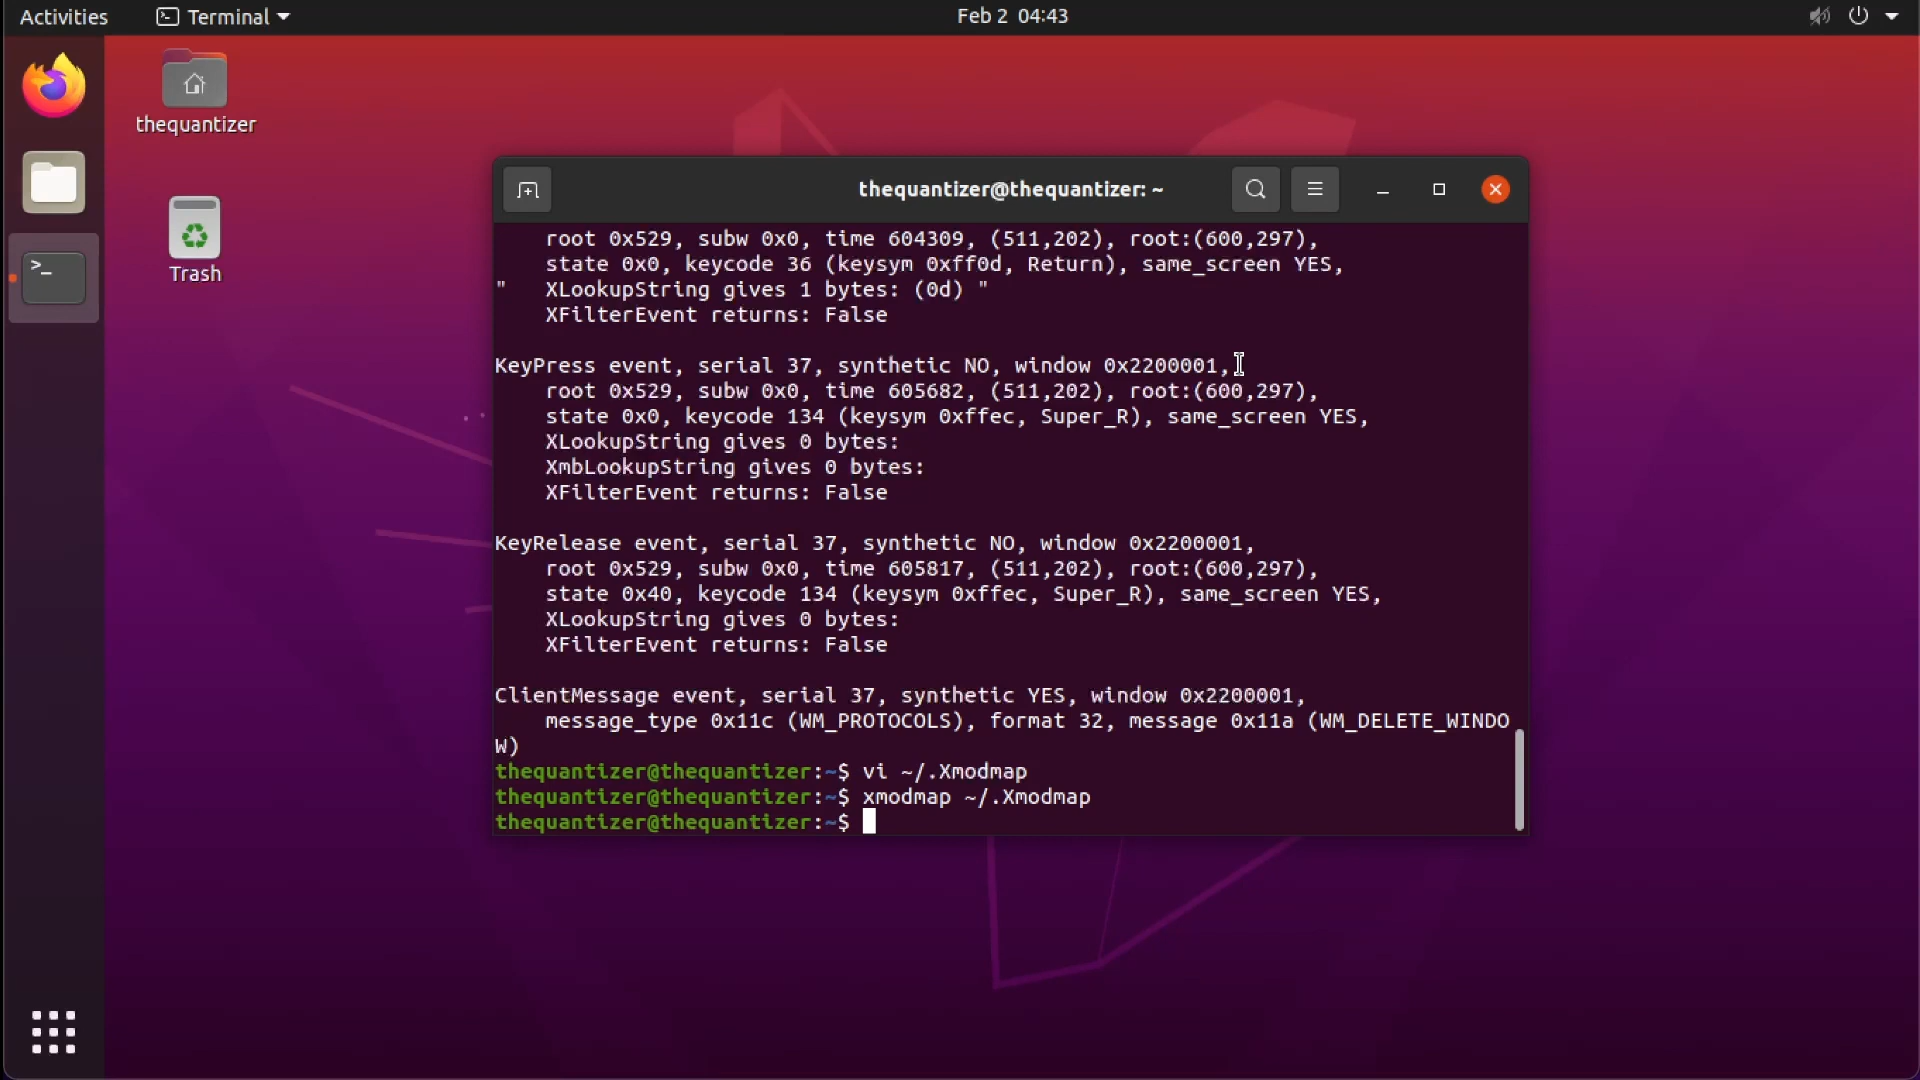 Activities
Terminal
Feb 2 04:43
thequantizer
Trash
thequantizer@thequantizer: ~
root 0x529, subw 0x0, time 604309, (511,202), root:(600,297),
state 0x0, keycode 36 (keysym 0xff0d, Return), same_screen YES,
"   XLookupString gives 1 bytes: (0d) "
XFilterEvent returns: False
KeyPress event, serial 37, synthetic NO, window 0x2200001,
root 0x529, subw 0x0, time 605682, (511,202), root:(600,297),
state 0x0, keycode 134 (keysym 0xffec, Super_R), same_screen YES,
XLookupString gives 0 bytes:
XmbLookupString gives 0 bytes:
XFilterEvent returns: False
KeyRelease event, serial 37, synthetic NO, window 0x2200001,
root 0x529, subw 0x0, time 605817, (511,202), root:(600,297),
state 0x40, keycode 134 (keysym 0xffec, Super_R), same_screen YES,
XLookupString gives 0 bytes:
XFilterEvent returns: False
ClientMessage event, serial 37, synthetic YES, window 0x2200001,
message_type 0x11c (WM_PROTOCOLS), format 32, message 0x11a (WM_DELETE_WINDO
W)
thequantizer@thequantizer:~$ vi ~/.Xmodmap
thequantizer@thequantizer:~$ xmodmap ~/.Xmodmap
thequantizer@thequantizer:~$